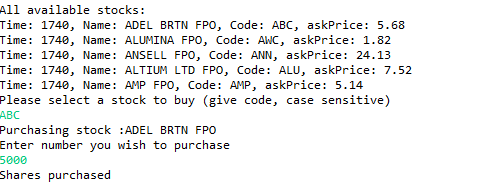 All available stocks:
Time: 1740, Name: ADEL BRTN FPO, Code: ABC, askPrice: 5.68
Time: 1740, Name: ALUMINA FPO, Code: AWC, askPrice: 1.82
Time: 1740, Name: ANSELL FPO, Code: ANN, askPrice: 24.13
Time: 1740, Name: ALTIUM LTD FPO, Code: ALU, askPrice: 7.52
Time: 1740, Name: AMP FPO, Code: AMP, askPrice: 5.14
Please select a stock to buy (give code, case sensitive)
ABC
Purchasing stock :ADEL BRTN FPO
Enter number you wish to purchase
5000
Shares purchased